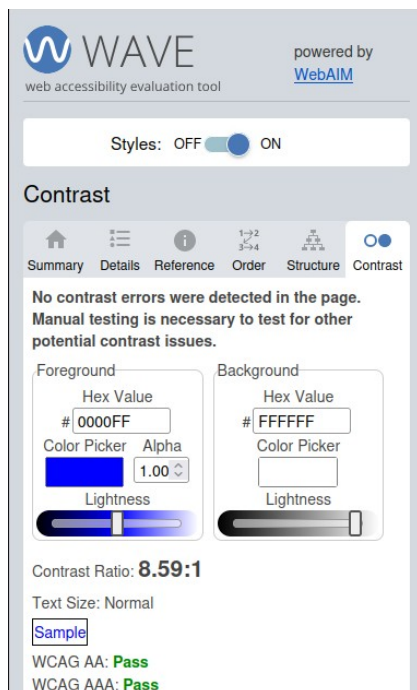 WAVE
web accessibility evaluation tool
powered by
WebAIM
Styles: OFF ON
Contrast
Summary Details Reference Order Structure Contrast
No contrast errors were detected in the page.
Manual testing is necessary to test for other
potential contrast issues.
Foreground
Hex Value
# 0000FF
Color Picker Alpha
1.00
Lightness
Background
Hex Value
# FFFFFF
Color Picker
Lightness
Contrast Ratio: 8.59:1
Text Size: Normal
Sample
WCAG AA: Pass
WCAG AAA: Pass